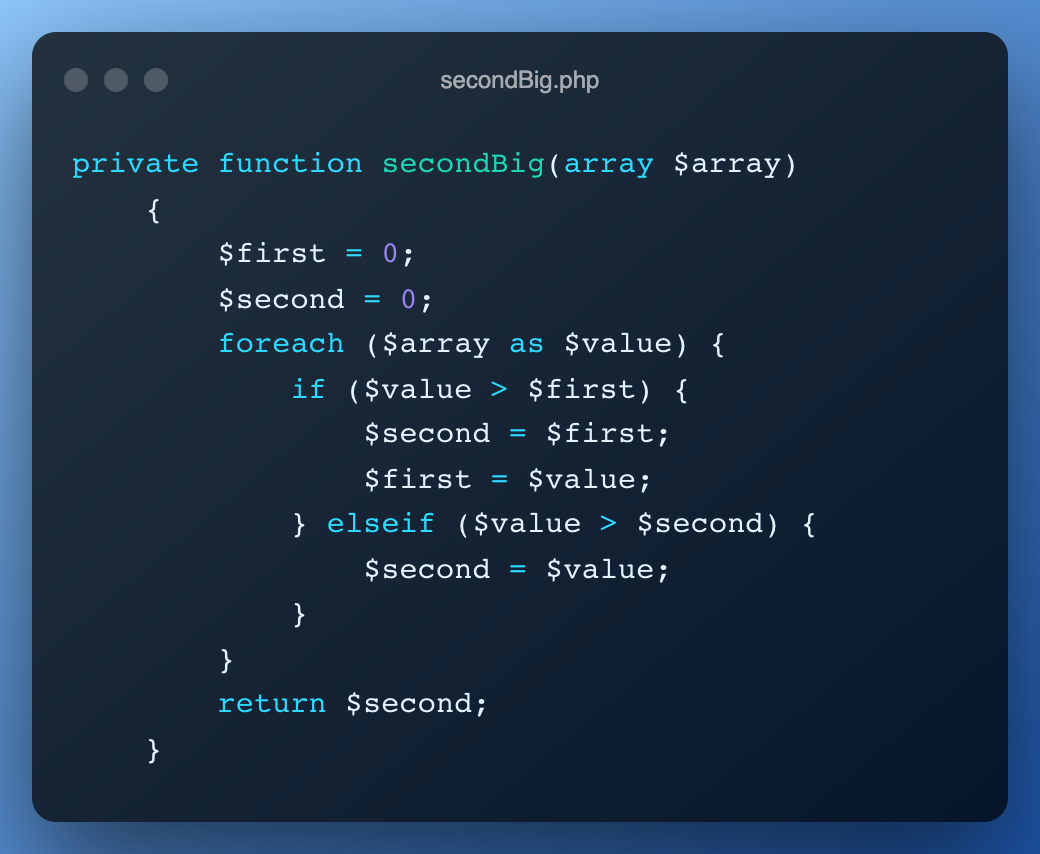 secondBig.php
private function secondBig(array $array)
    {
        $first = 0;
        $second = 0;
        foreach ($array as $value) {
            if ($value > $first) {
                $second = $first;
                $first = $value;
            } elseif ($value > $second) {
                $second = $value;
            }
        }
        return $second;
    }